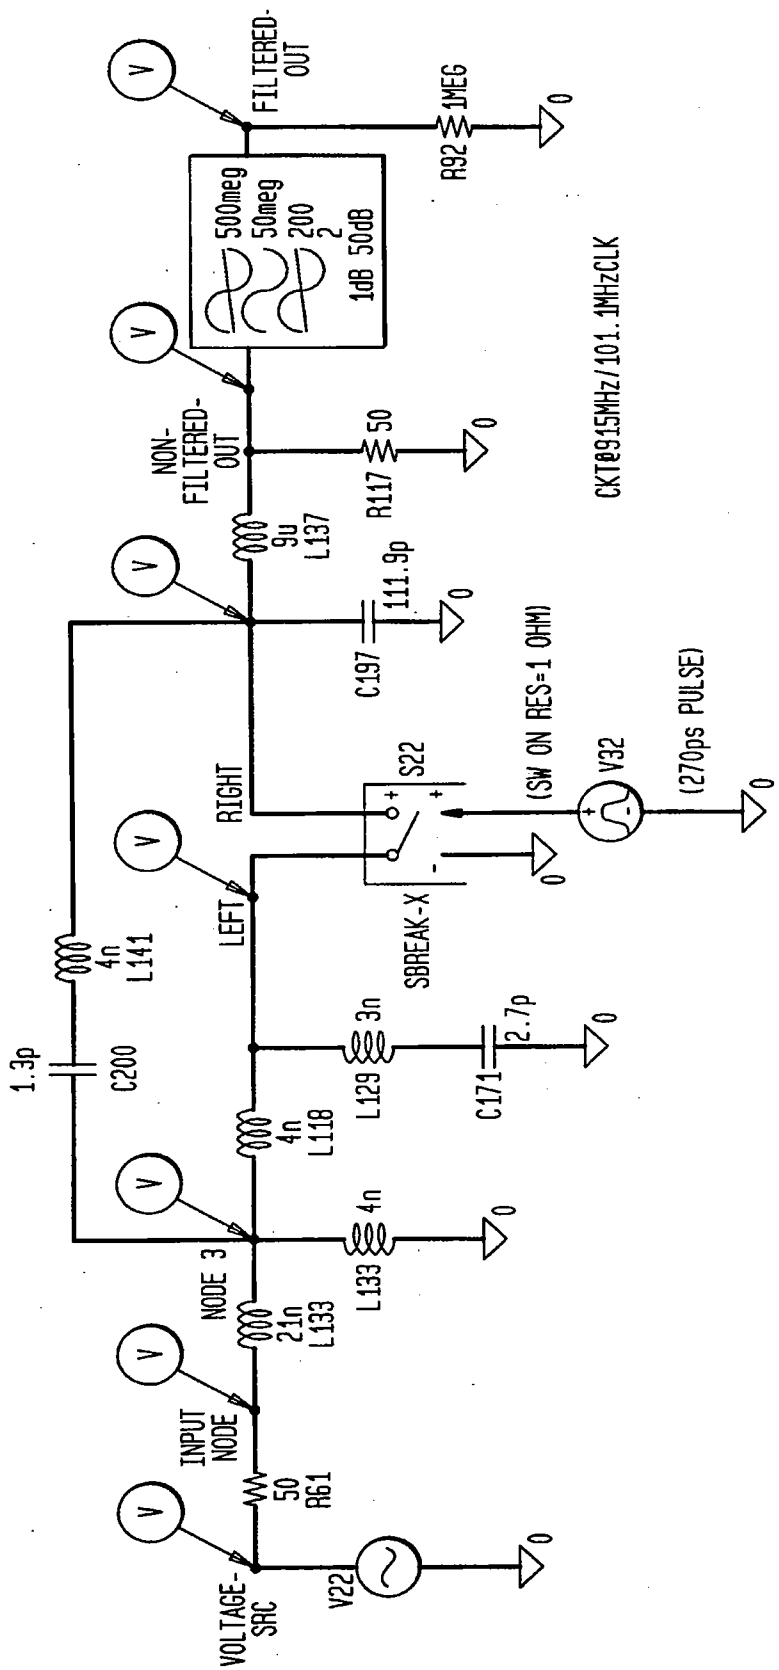 VOLTAGE-
SRC
V
V22
0
50
R61
INPUT
NODE
V
21n
L133
NODE 3
V
4n
L133
0
1.3p
C200
4n
L141
4n
L118
3n
L129
2.7p
C171
0
LEFT
V
RIGHT
SBREAK-X
S22
+
+
-
0
(SW ON RES=1 OHM)
V32
+
-
(270ps PULSE)
0
V
C197
111.9p
0
9u
L137
NON-
FILTERED-
OUT
V
R117
50
0
500meg
50meg
200
2
1dB 50dB
V
FILTERED-
OUT
R92
1MEG
0
CKT@915MHz/101.1MHzCLK